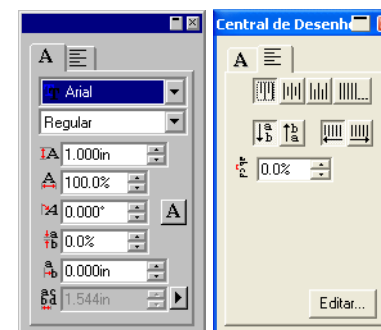 Central de Desenh
A
A
Arial
Regular
A 1.000in
A 100.0%
A 0.000°
A
a b 0.0%
a b 0.000in
1.544in
a b
a b
0.0%
Editar...